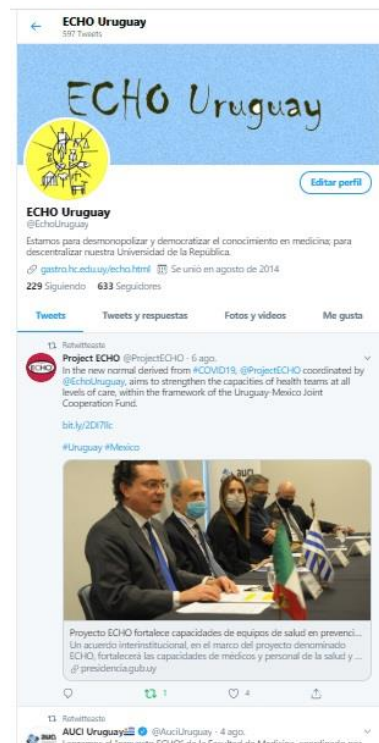 ECHO Uruguay
597 Tweets
ECHO Uruguay
Editar perfil
ECHO Uruguay
@EchoUruguay
Estamos para desmonopolizar y democratizar el conocimiento en medicina; para
descentralizar nuestra Universidad de la República.
gastro.hc.edu.uy/echo.html Se unió en agosto de 2014
229 Siguiendo 633 Seguidores
Tweets Tweets y respuestas Fotos y videos Me gusta
Retwitteaste
ECHO
Project ECHO @ProjectECHO · 6 ago.
In the new normal derived from #COVID19, @ProjectECHO coordinated by
@EchoUruguay, aims to strengthen the capacities of health teams at all
levels of care, within the framework of the Uruguay-Mexico Joint
Cooperation Fund.
bit.ly/2DI7llc
#Uruguay #Mexico
auci
Proyecto ECHO fortalece capacidades de equipos de salud en prevenci...
Un acuerdo interinstitucional, en el marco del proyecto denominado
ECHO, fortalecerá las capacidades de médicos y personal de la salud y ...
presidencia.gub.uy
1 4
Retwitteaste
auci
AUCI Uruguay @AuciUruguay · 4 ago.